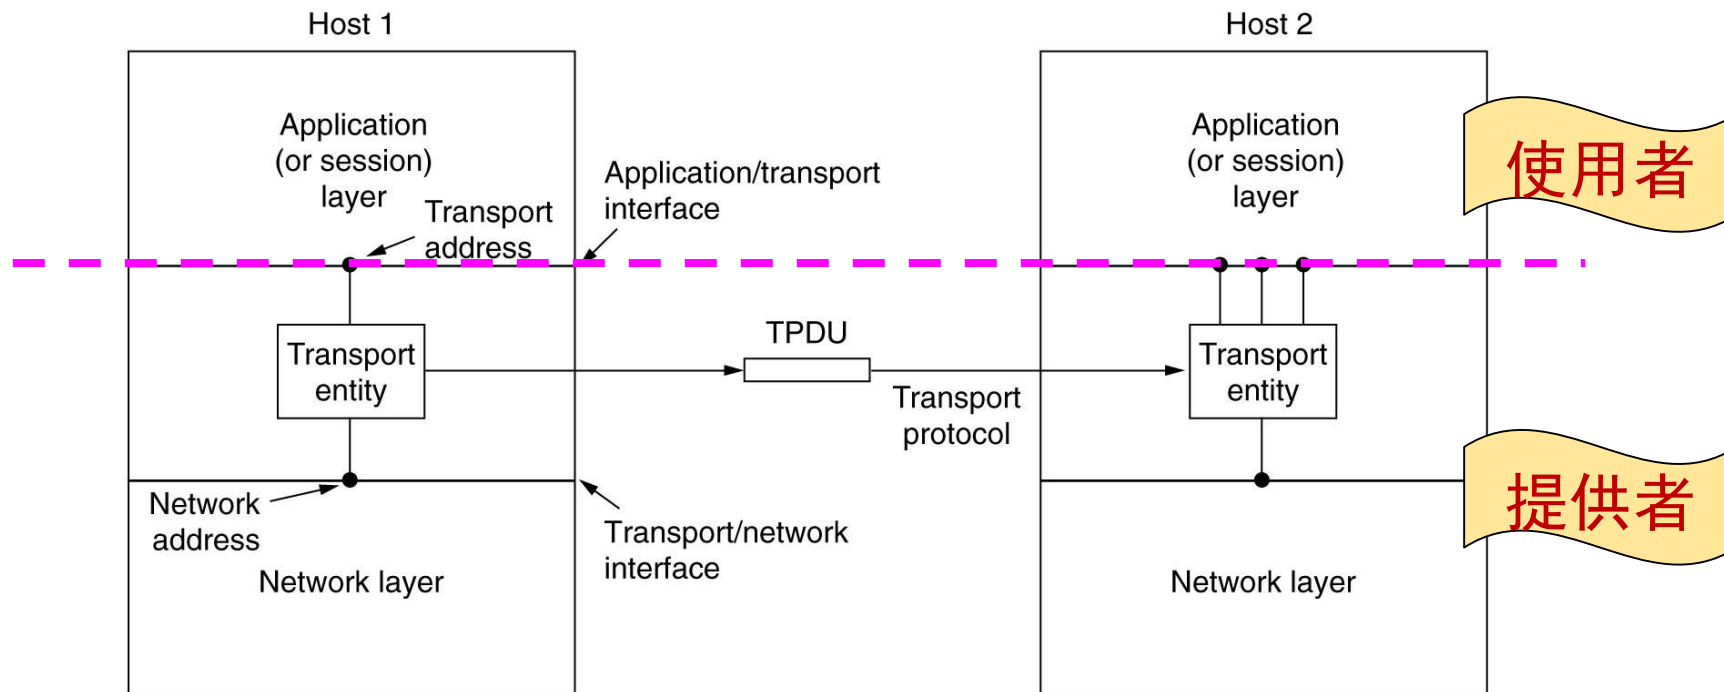 Host 1
Host 2
Application
(or session)
layer
Transport
address
Application/transport
interface
Application
(or session)
layer
使用者
Transport
entity
TPDU
Transport
protocol
Transport
entity
Network
address
Transport/network
interface
提供者
Network layer
Network layer